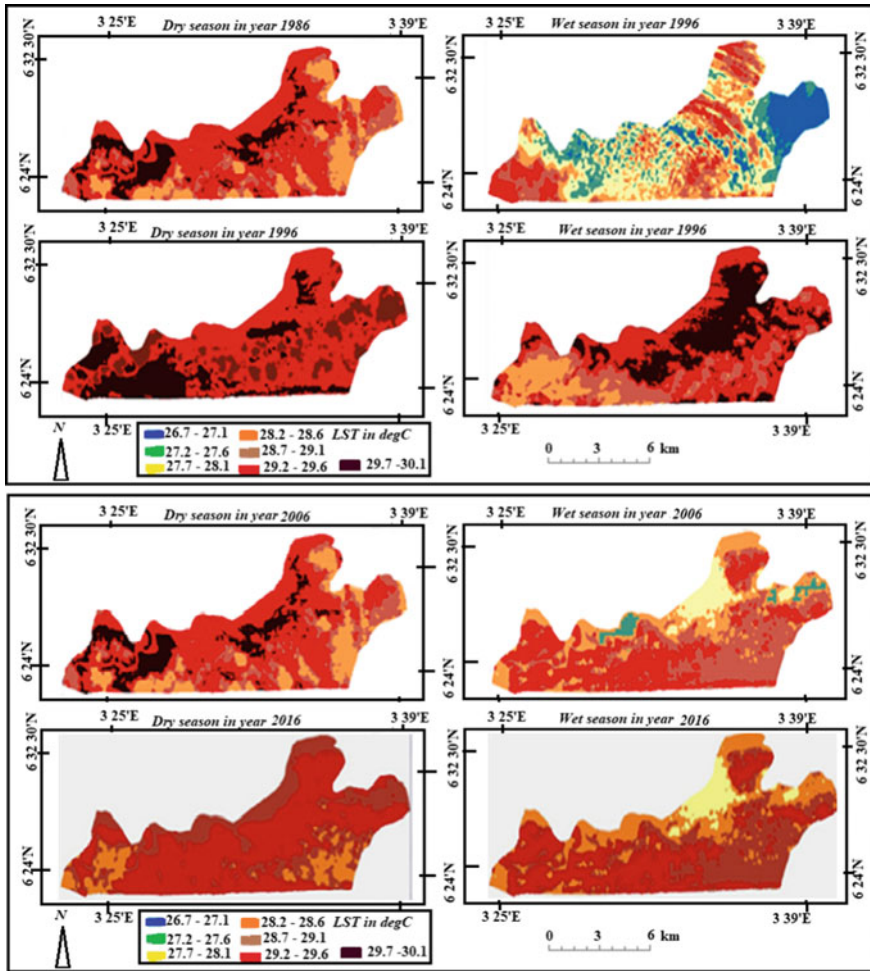 3 25'E Dry season in year 1986 3 39'E
Wet season in year 1996
3 25'E 3 39'E
6 32 30'N
6 24'N
6 32 30'N
6 24'N
Dry season in year 1996
Wet season in year 1996
6 32 30'N
6 24'N
6 32 30'N
6 24'N
3 25'E
3 25'E
3 39'E
N
26.7 - 27.1 28.2 - 28.6 LST in degC
27.2 - 27.6 28.7 - 29.1
27.7 - 28.1 29.2 - 29.6 29.7 -30.1
0 3 6 km
3 25'E Dry season in year 2006 3 39'E
3 25'E Wet season in year 2006 3 39'E
6 32 30'N
6 24'N
6 32 30'N
6 24'N
3 25'E Dry season in year 2016 3 39'E
3 25'E Wet season in year 2016 3 39'E
6 32 30'N
6 24'N
6 32 30'N
6 24'N
3 25'E
3 25'E
3 39'E
N
26.7 - 27.1 28.2 - 28.6 LST in degC
27.2 - 27.6 28.7 - 29.1
27.7 - 28.1 29.2 - 29.6 29.7 -30.1
0 3 6 km